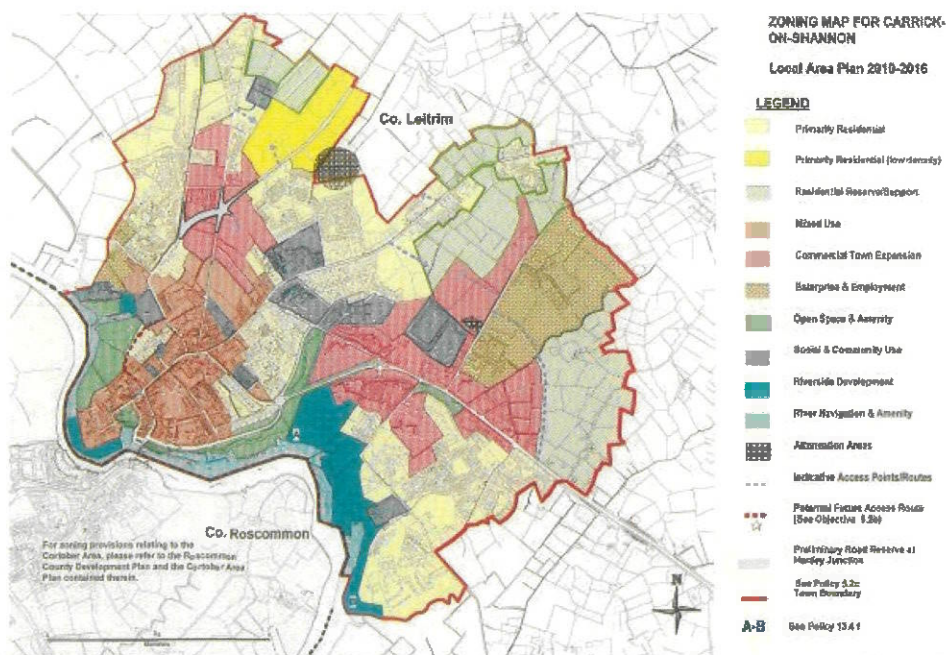 ZONING MAP FOR CARRICK-
ON-SHANNON
Local Area Plan 2010-2016
LEGEND
Primarily Residential
Primarily Residential (low density)
Residential Reserve/Support
Mixed Use
Commercial Town Expansion
Enterprise & Employment
Open Space & Amenity
Social & Community Use
Riverside Development
River Navigation & Amenity
Attenuation Areas
Indicative Access Points/Routes
Potential Future Access Route
(See Objective
Preliminary Road Reserve at
Junction
See Policy 5.2c
Town Boundary
A-B
See Policy
Co. Leitrim
Co. Roscommon
For zoning provisions relating to the
Cortober Area, please refer to the Roscommon
County Development Plan and the Cortober Area
Plan contained therein.
N
A
B